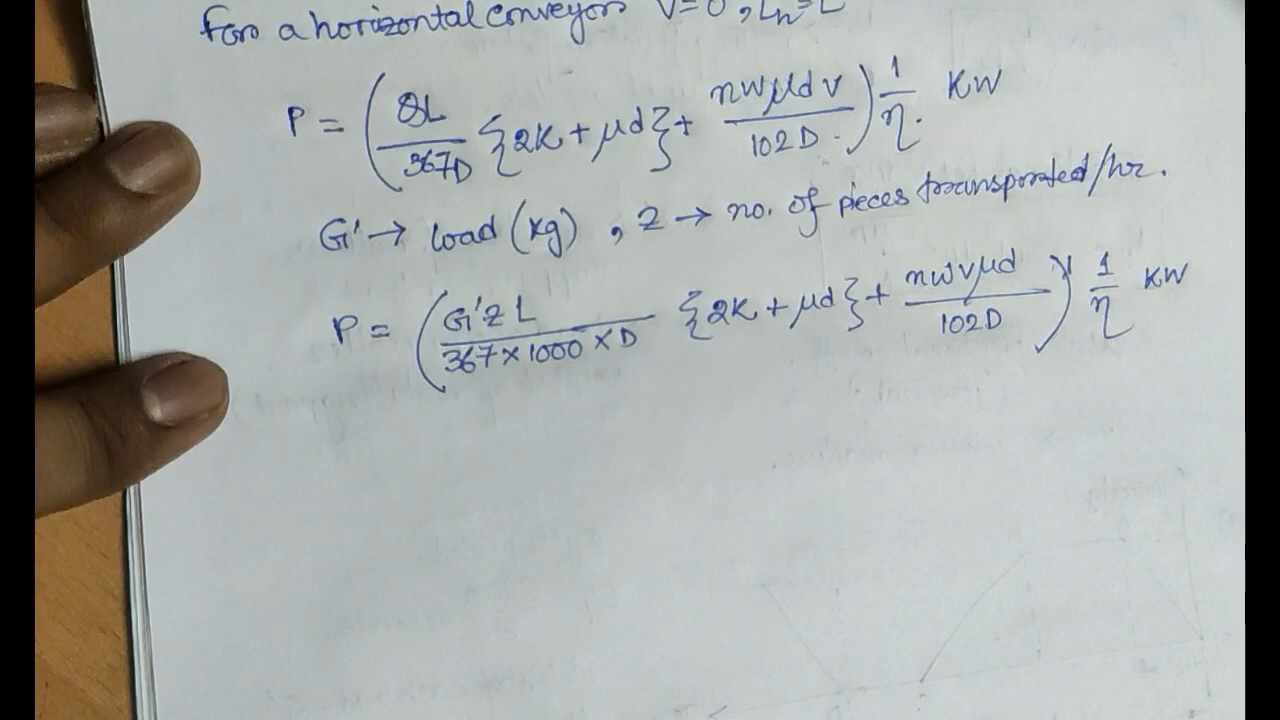 For a horizontal conveyor V=0, Lh=L
P = (QL/367D {2K + μd} + nwμdv/102D.) 1/η. KW
G' → load (kg), z → no. of pieces transported/hr.
P = (G'zL/367×1000×D {2K + μd} + nwvμd/102D) 1/η KW